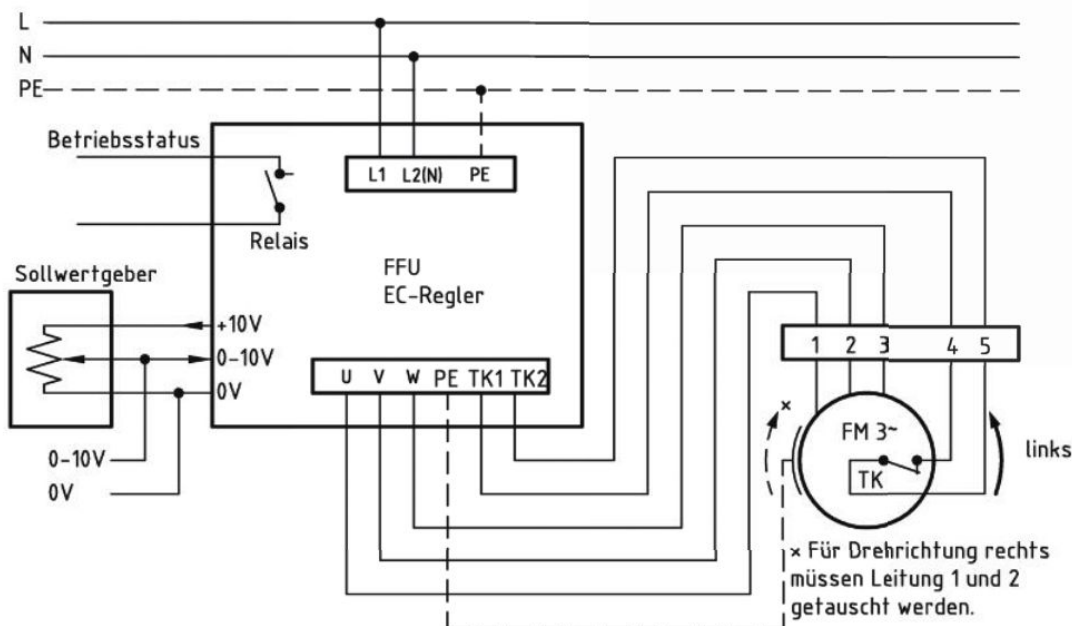 L
N
PE
Betriebsstatus
L1 L2(N) PE
Relais
Sollwertgeber
FFU
EC-Regler
+10V
0-10V
0V
U V W PE TK1 TK2
1 2 3 4 5
×
FM 3~
TK
links
0-10V
0V
× Für Drehrichtung rechts
müssen Leitung 1 und 2
getauscht werden.